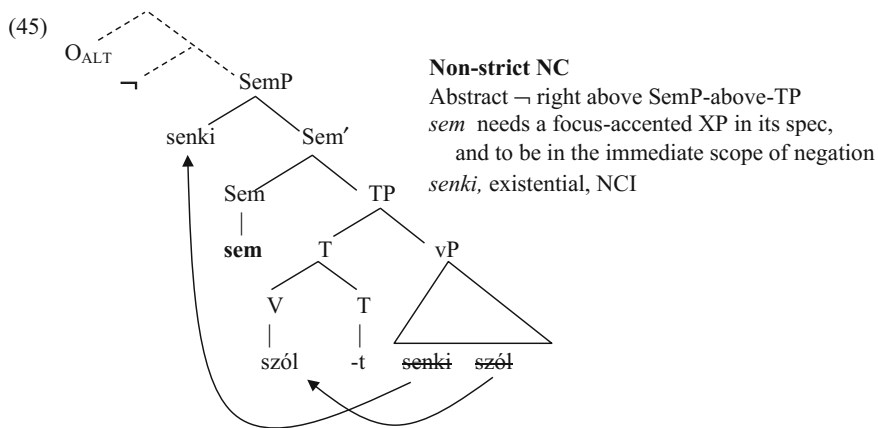 (45)
O_ALT
¬
SemP
senki
Sem′
Sem
TP
sem
T
vP
V
T
szól
-t
senki
szól
Non-strict NC
Abstract ¬ right above SemP-above-TP
sem needs a focus-accented XP in its spec,
and to be in the immediate scope of negation
senki, existential, NCI